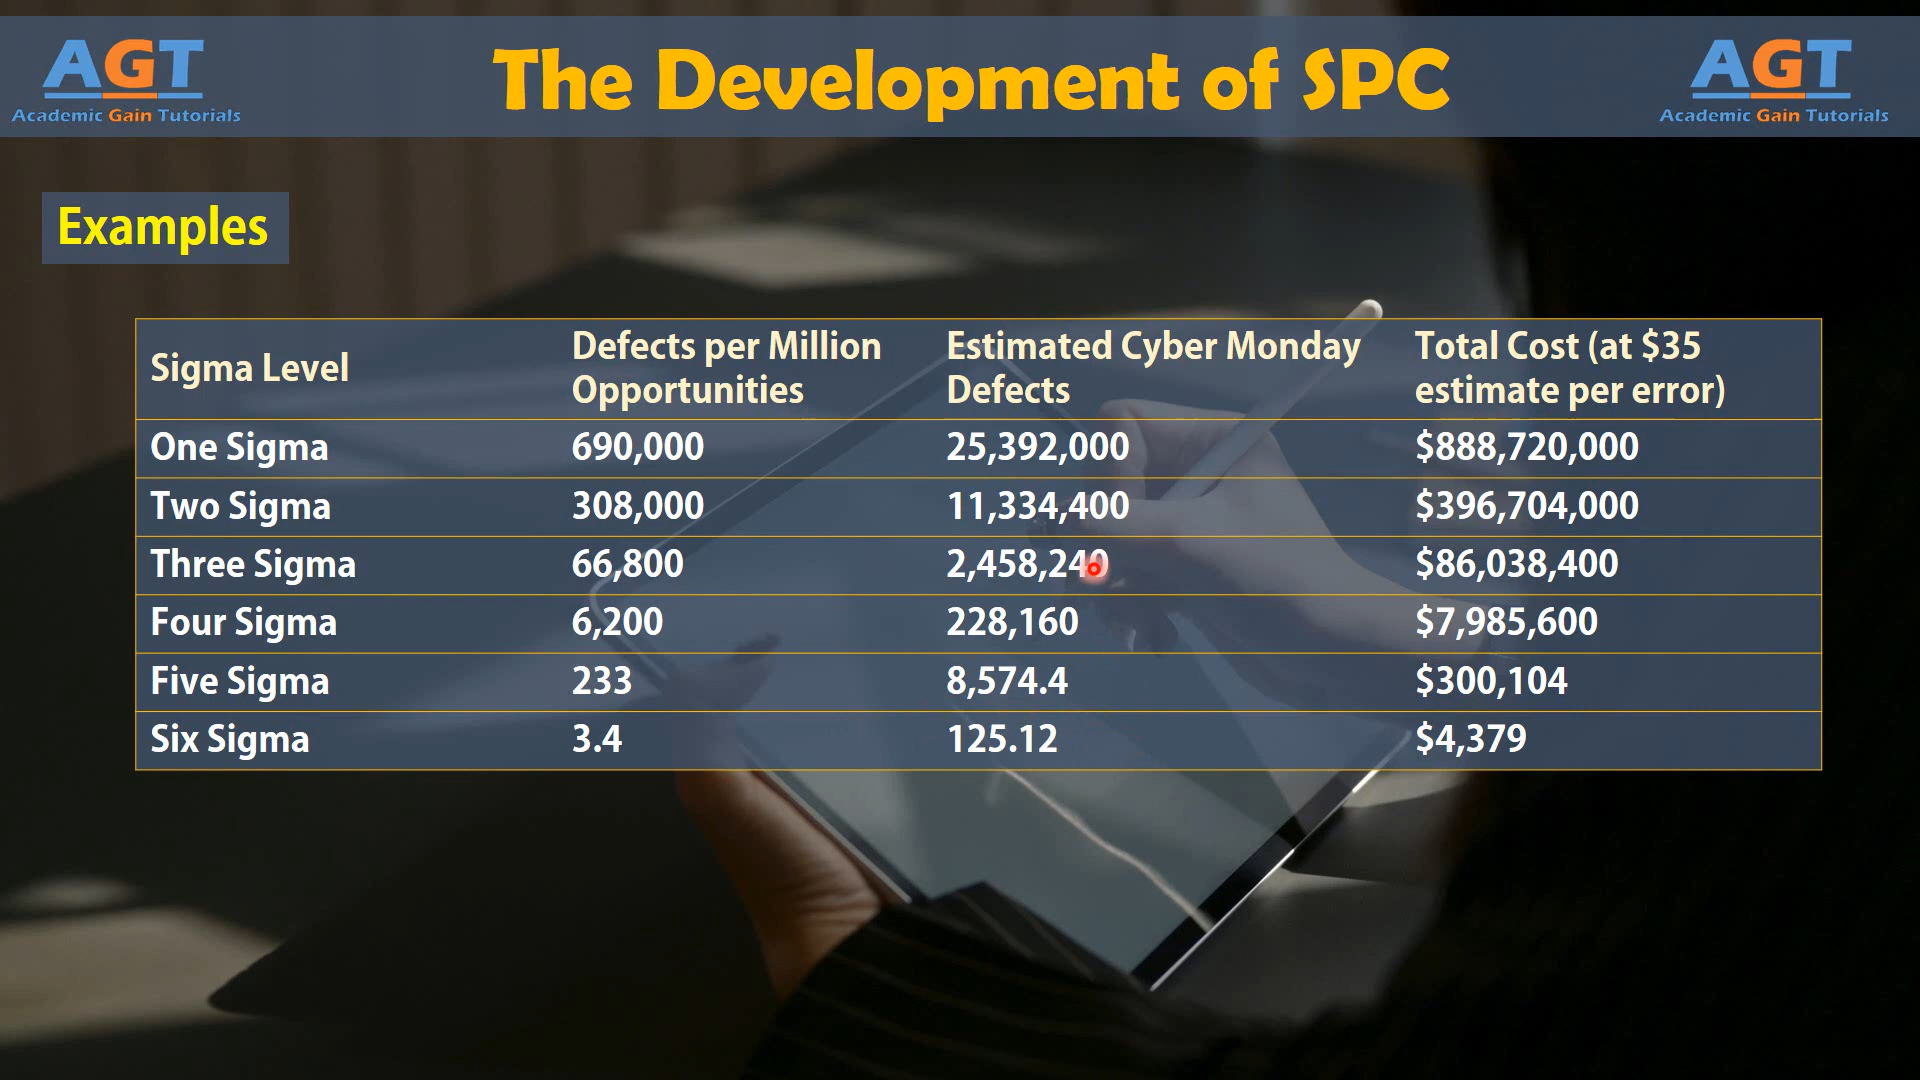 AGT
Academic Gain Tutorials
The Development of SPC
AGT
Academic Gain Tutorials
Examples
Sigma Level
Defects per Million
Opportunities
Estimated Cyber Monday
Defects
Total Cost (at $35
estimate per error)
One Sigma 690,000 25,392,000 $888,720,000
Two Sigma 308,000 11,334,400 $396,704,000
Three Sigma 66,800 2,458,240 $86,038,400
Four Sigma 6,200 228,160 $7,985,600
Five Sigma 233 8,574.4 $300,104
Six Sigma 3.4 125.12 $4,379